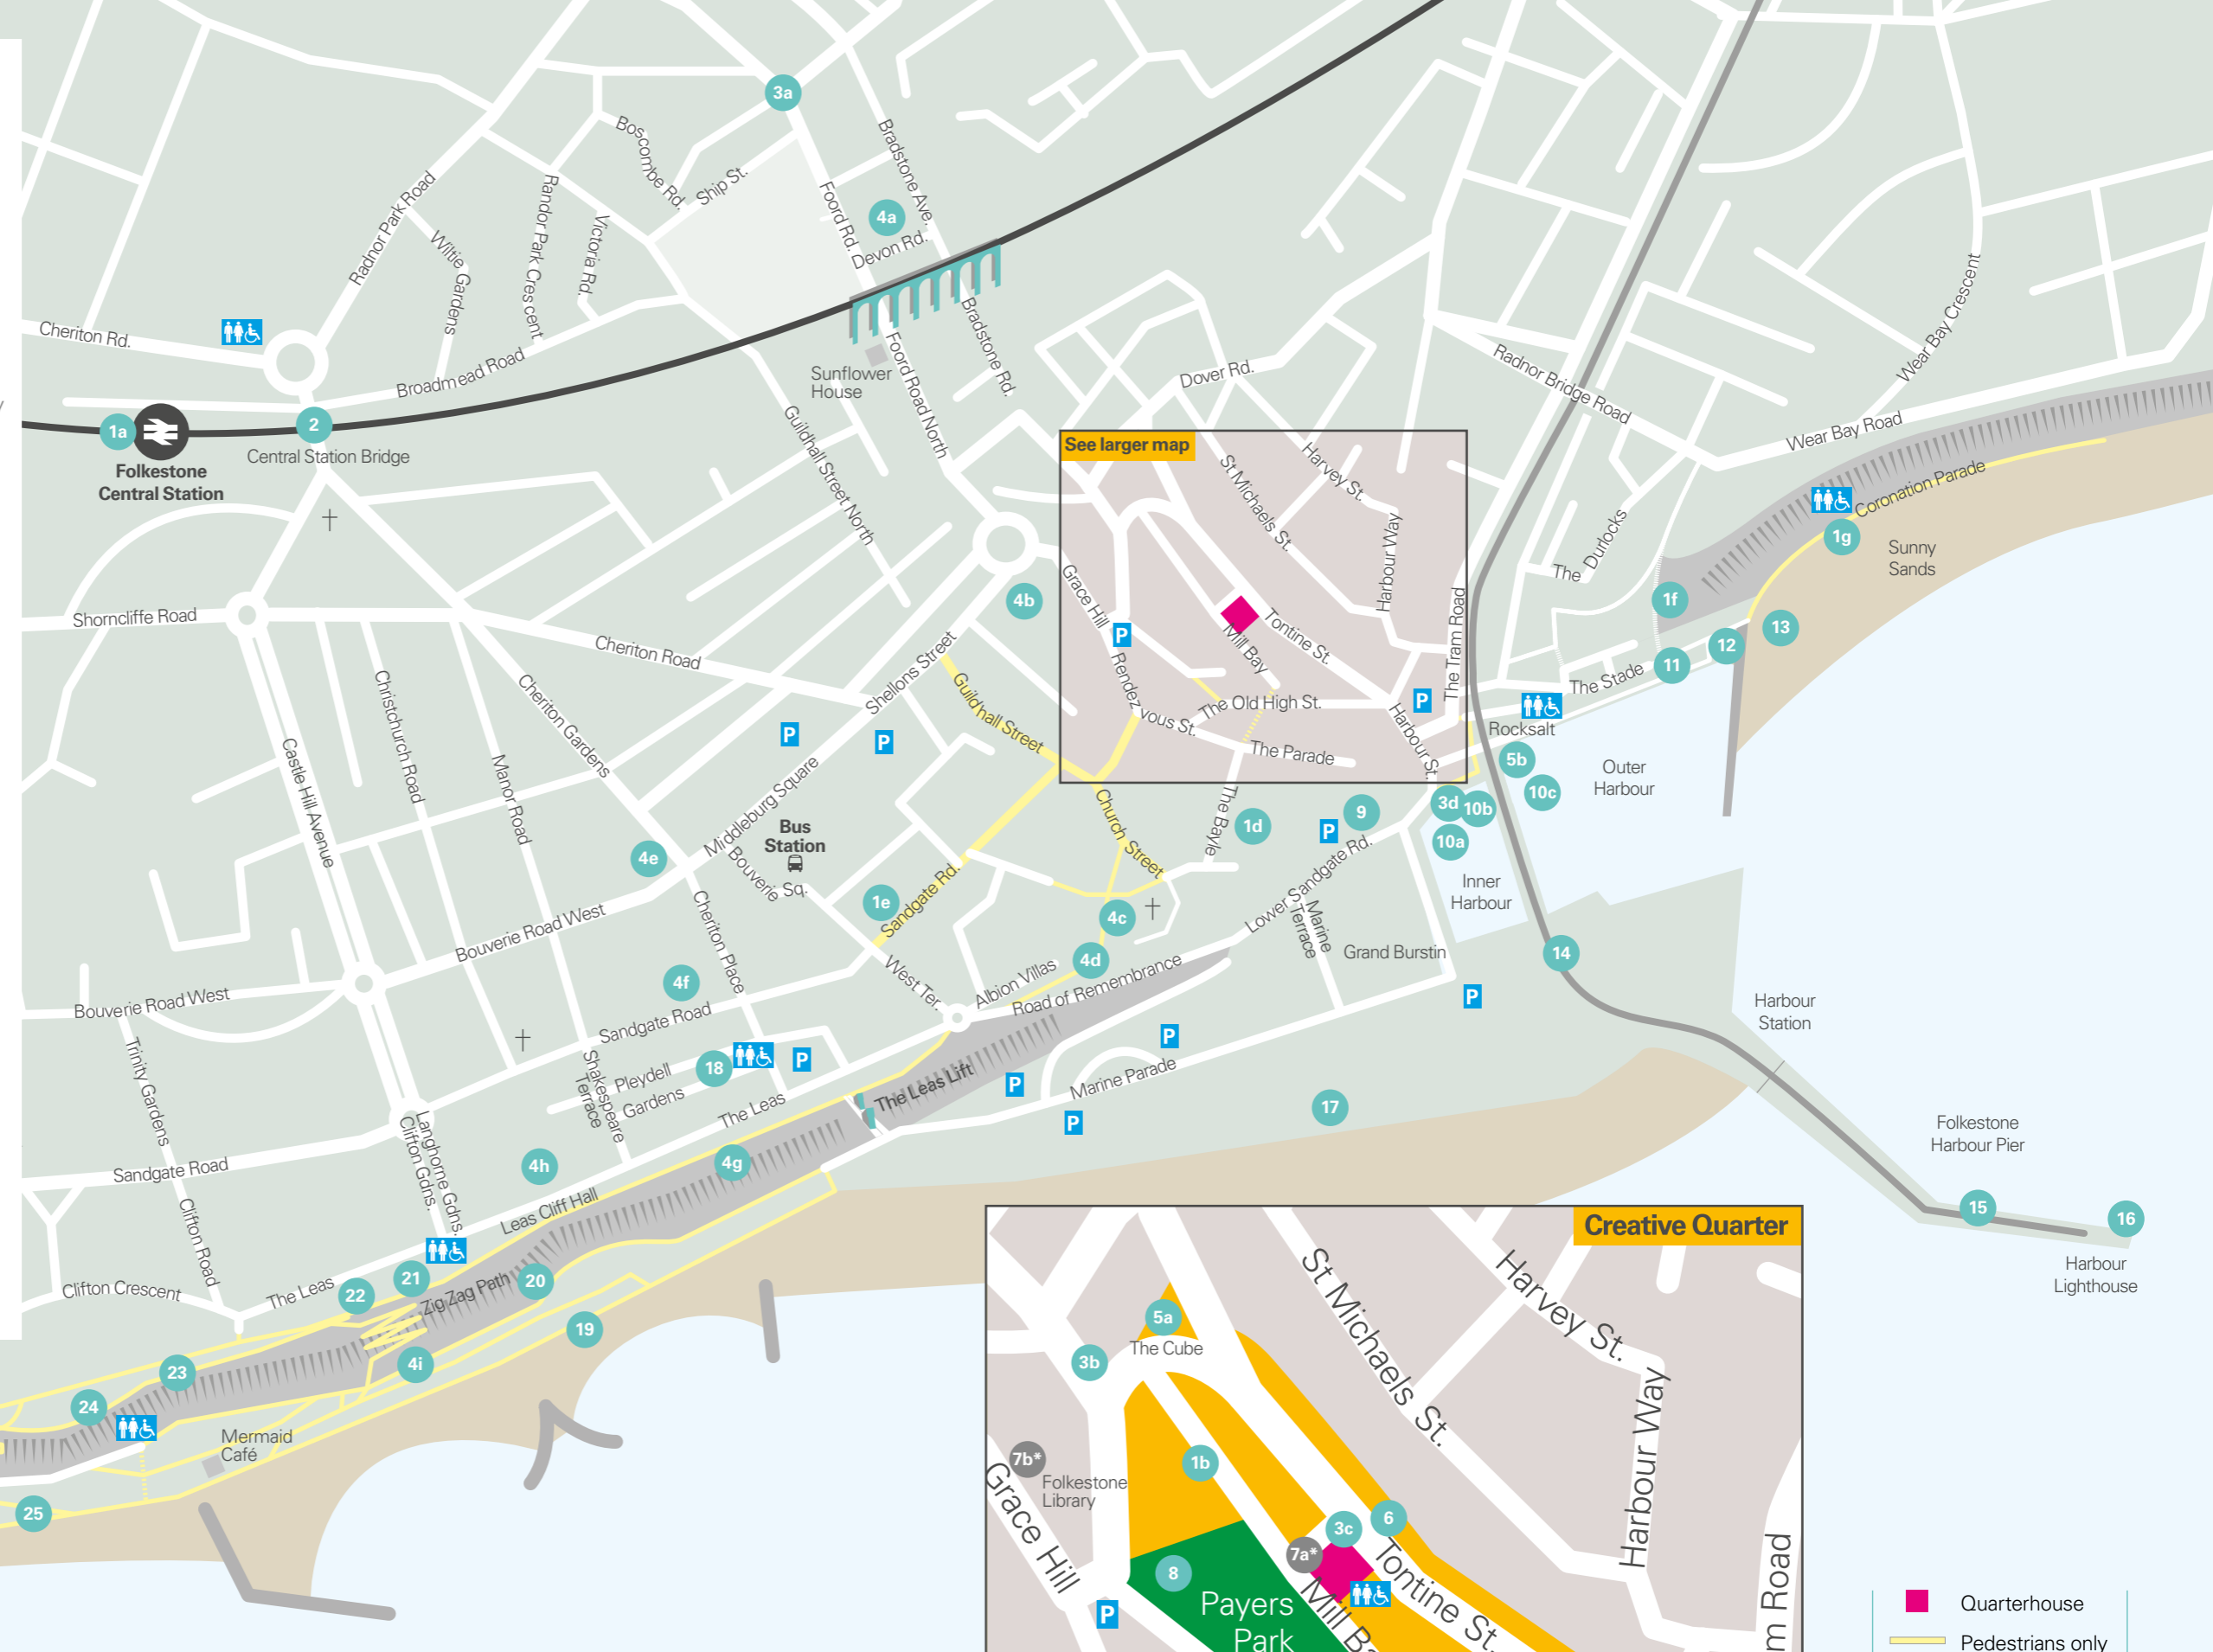 3a
Boscombe Rd.
Ship St.
Bradstone Ave.
Foord Rd.
4a
Devon Rd.
Radnor Park Road
Wiltie Gardens
Randor Park Crescent
Victoria Rd.
Cheriton Rd.
Broadmead Road
Sunflower
House
Foord Road North
Bradstone Rd.
Dover Rd.
Radnor Bridge Road
Wear Bay Crescent
Wear Bay Road
Coronation Parade
1a
2
Central Station Bridge
Folkestone
Central Station
Guildhall Street North
See larger map
St Michaels St.
Harvey St.
Harbour Way
The Tram Road
Grace Hill
P
Rendezvous St.
Mill Bay
Tontine St.
The Old High St.
The Parade
Harbour St.
P
The Durlocks
1g
Sunny
Sands
1f
13
12
11
The Stade
Rocksalt
5b
10c
Outer
Harbour
Shorncliffe Road
Cheriton Road
4b
Shellons Street
Guildhall Street
Cheriton Gardens
Christchurch Road
Manor Road
Castle Hill Avenue
P
P
Middleburg Square
Bus
Station
Bouverie Sq.
4e
1e
Sandgate Rd.
Church Street
The Bayle
1d
P
9
3d
10b
10a
Inner
Harbour
Lower Sandgate Rd.
Marine
Terrace
Grand Burstin
4c
4d
Cheriton Place
Bouverie Road West
4f
West Ter.
Albion Villas
Road of Remembrance
14
P
Harbour
Station
Bouverie Road West
Sandgate Road
Trinity Gardens
Shakespeare
Terrace
Pleydell
Gardens
18
P
The Leas
The Leas Lift
P
P
P
Marine Parade
17
Folkestone
Harbour Pier
15
16
Harbour
Lighthouse
Langhorne Gdns.
Clifton Gdns.
Sandgate Road
Clifton Road
4h
4g
Leas Cliff Hall
Clifton Crescent
The Leas
22
21
Zig Zag Path
20
19
4i
23
24
Mermaid
Café
25
Creative Quarter
5a
The Cube
3b
St Michaels St.
Harvey St.
Harbour Way
7b*
Folkestone
Library
Grace Hill
1b
3c
6
7a*
Tontine St.
8
Payers
Park
Mill Ba
P
m Road
Quarterhouse
Pedestrians only